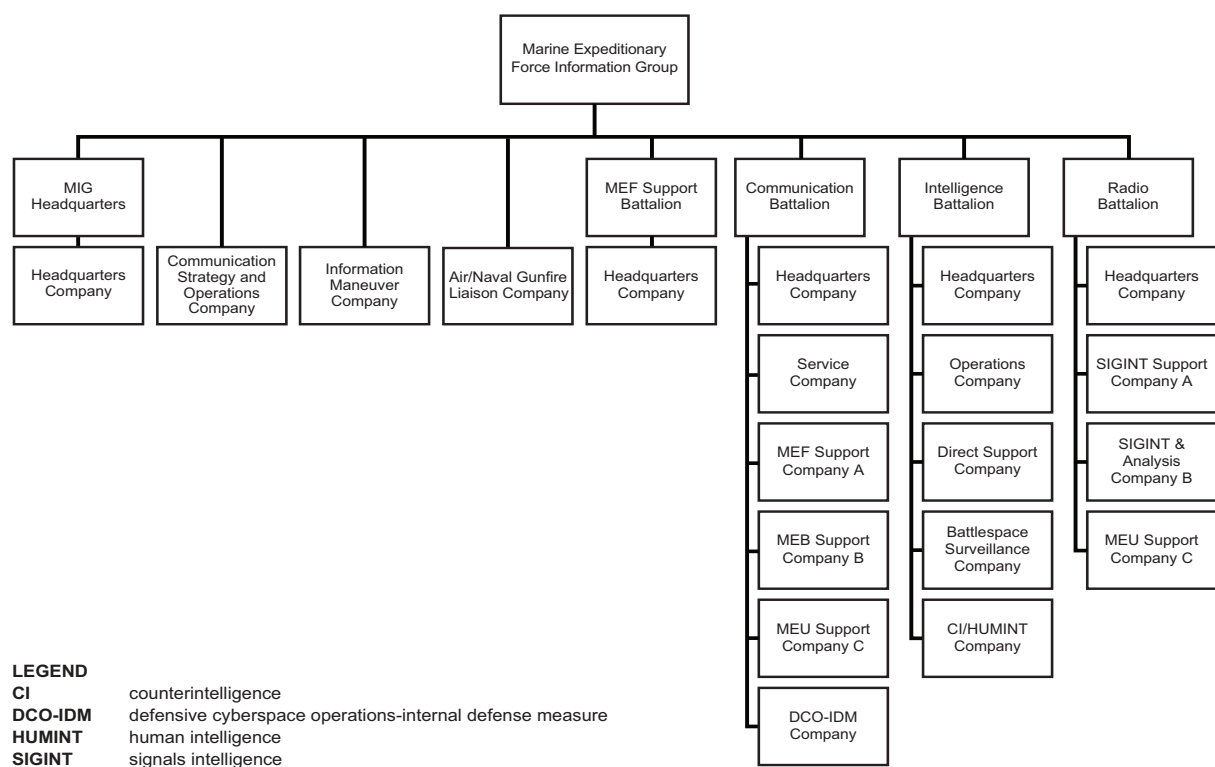 Marine Expeditionary
Force Information Group
MIG
Headquarters
MEF Support
Battalion
Communication
Battalion
Intelligence
Battalion
Radio
Battalion
Headquarters
Company
Communication
Strategy and
Operations
Company
Information
Maneuver
Company
Air/Naval Gunfire
Liaison Company
Headquarters
Company
Headquarters
Company
Headquarters
Company
Headquarters
Company
Service
Company
Operations
Company
SIGINT Support
Company A
MEF Support
Company A
Direct Support
Company
SIGINT &
Analysis
Company B
MEB Support
Company B
Battlespace
Surveillance
Company
MEU Support
Company C
MEU Support
Company C
CI/HUMINT
Company
DCO-IDM
Company
LEGEND
CI counterintelligence
DCO-IDM defensive cyberspace operations-internal defense measure
HUMINT human intelligence
SIGINT signals intelligence